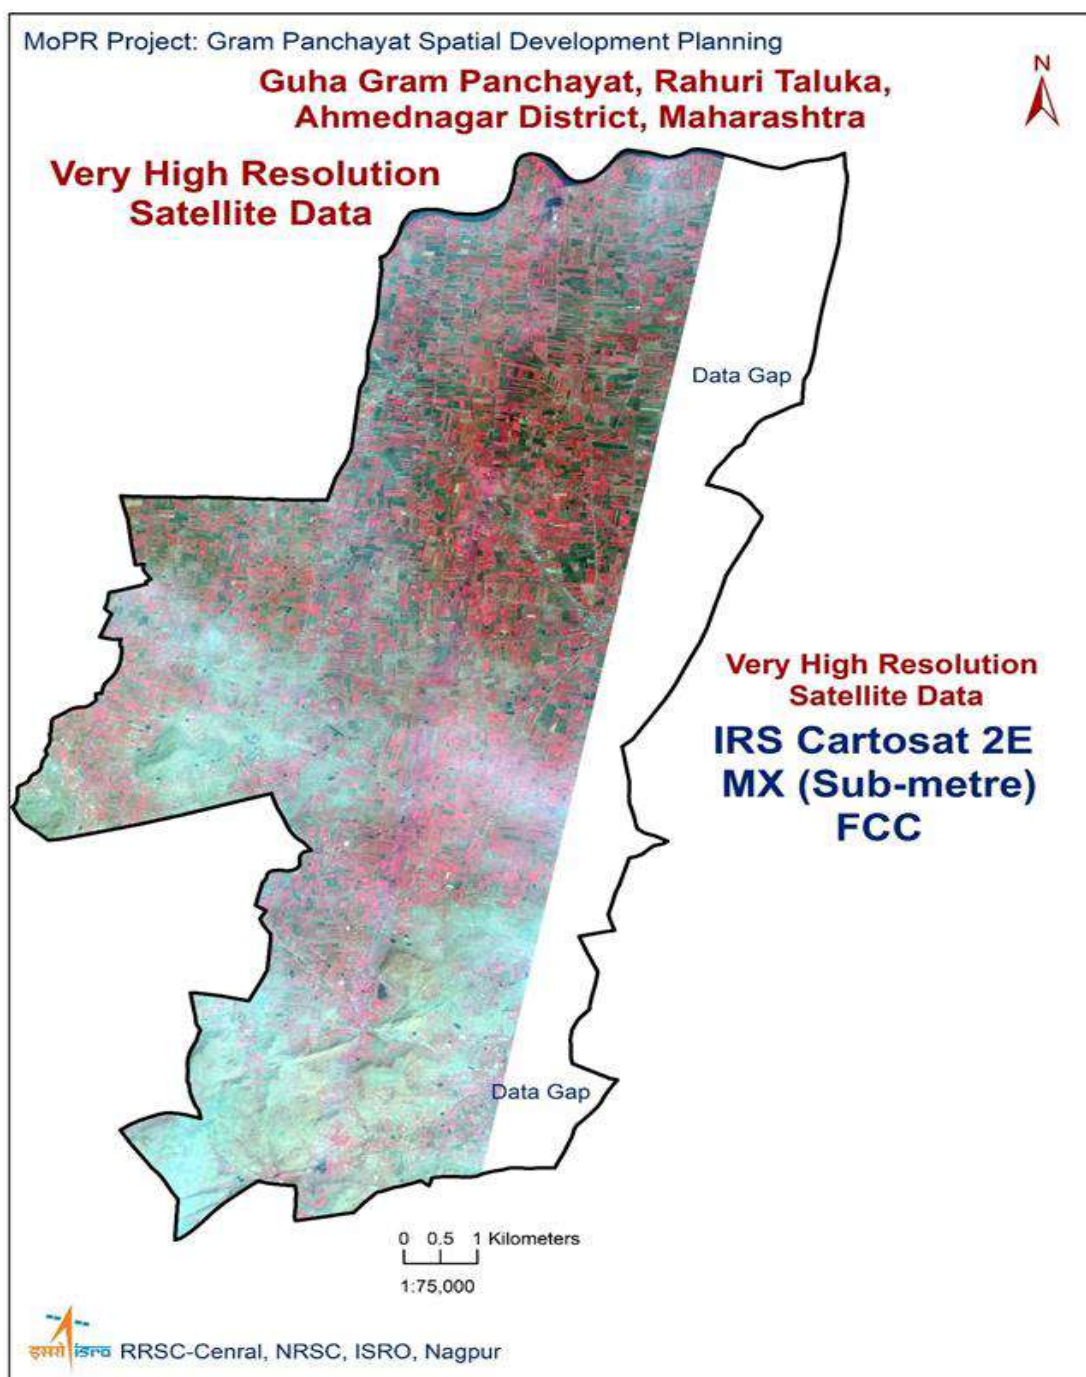 MoPR Project: Gram Panchayat Spatial Development Planning
Guha Gram Panchayat, Rahuri Taluka,
Ahmednagar District, Maharashtra
N
Very High Resolution
Satellite Data
Data Gap
Very High Resolution
Satellite Data
IRS Cartosat 2E
MX (Sub-metre)
FCC
Data Gap
0 0.5 1 Kilometers
1:75,000
इसरो isro RRSC-Cenral, NRSC, ISRO, Nagpur